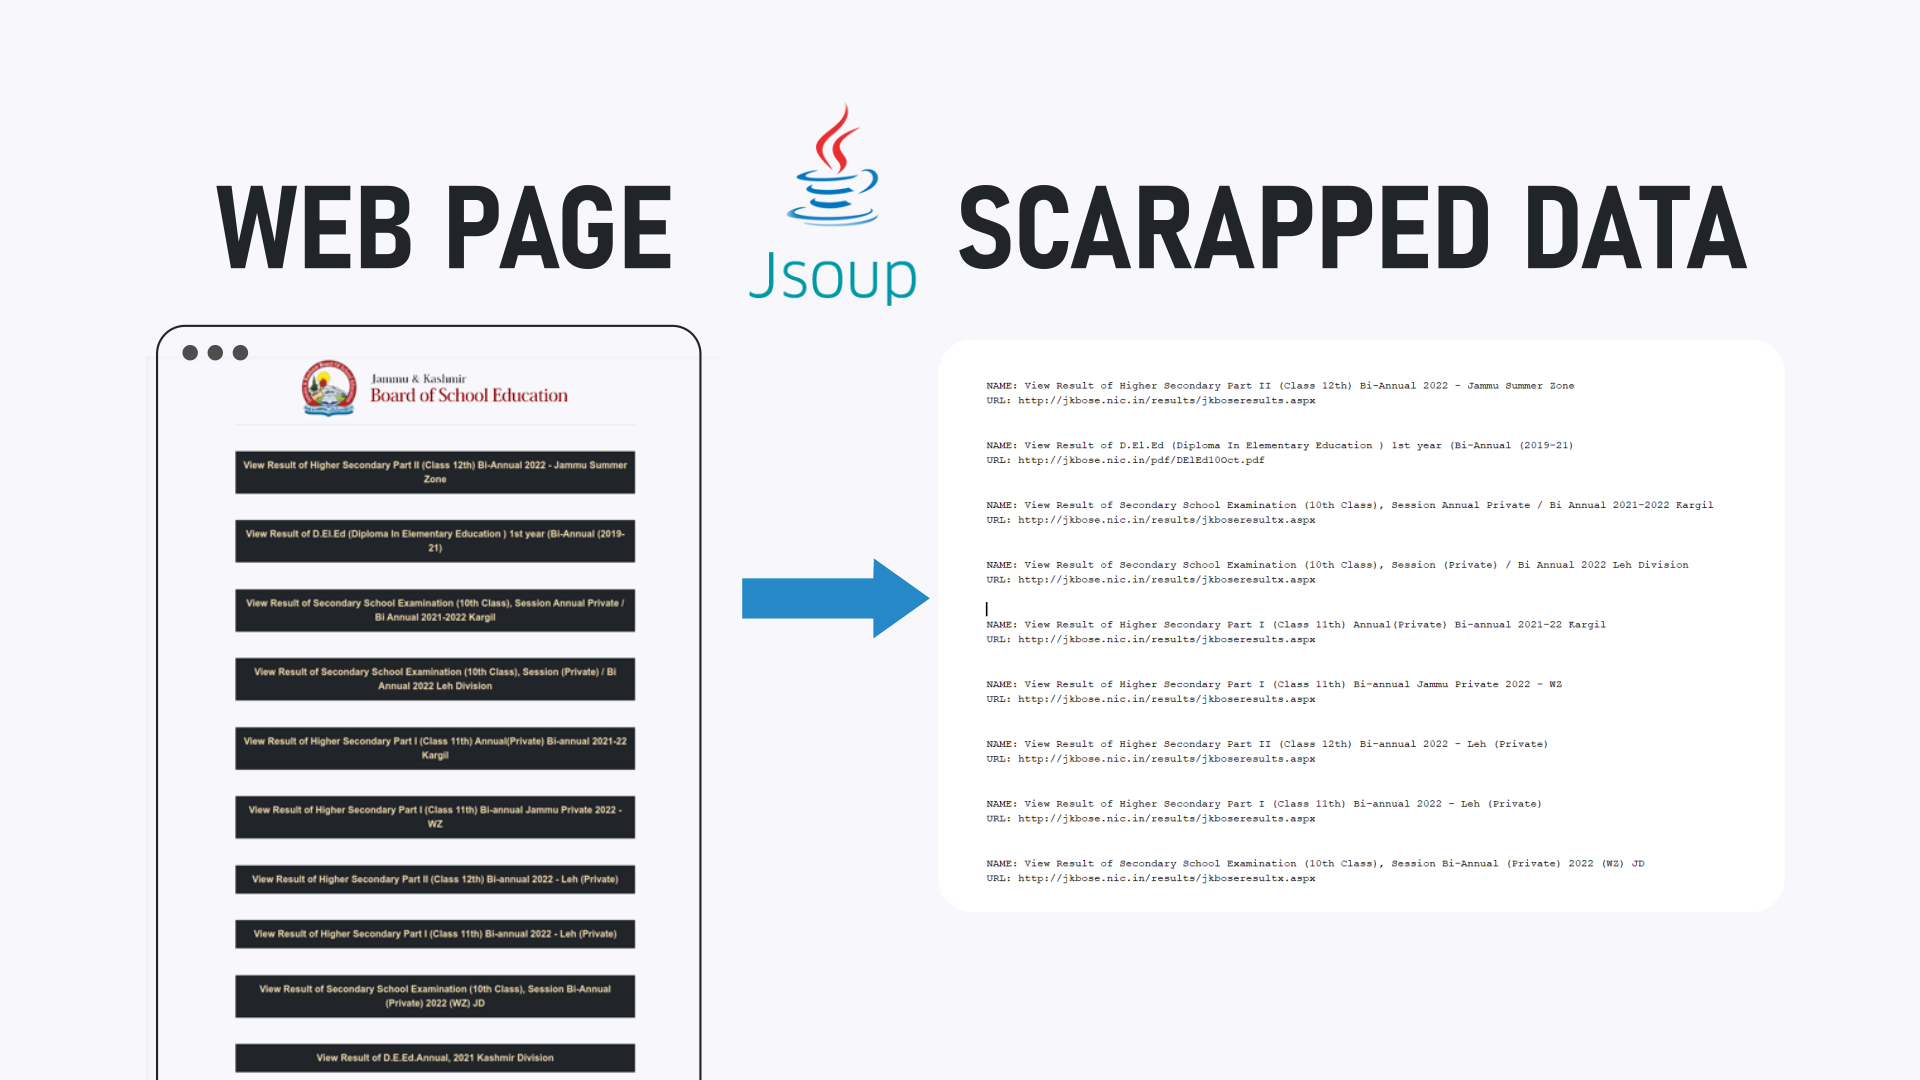 WEB PAGE
Jsoup
SCARAPPED DATA
Jammu & Kashmir
Board of School Education
View Result of Higher Secondary Part II (Class 12th) Bi-Annual 2022 - Jammu Summer
Zone
View Result of D.El.Ed (Diploma In Elementary Education ) 1st year (Bi-Annual (2019-
21)
View Result of Secondary School Examination (10th Class), Session Annual Private /
Bi Annual 2021-2022 Kargil
View Result of Secondary School Examination (10th Class), Session (Private) / Bi
Annual 2022 Leh Division
View Result of Higher Secondary Part I (Class 11th) Annual(Private) Bi-annual 2021-22
Kargil
View Result of Higher Secondary Part I (Class 11th) Bi-annual Jammu Private 2022 -
WZ
View Result of Higher Secondary Part II (Class 12th) Bi-annual 2022 - Leh (Private)
View Result of Higher Secondary Part I (Class 11th) Bi-annual 2022 - Leh (Private)
View Result of Secondary School Examination (10th Class), Session Bi-Annual
(Private) 2022 (WZ) JD
View Result of D.E.Ed.Annual, 2021 Kashmir Division
NAME: View Result of Higher Secondary Part II (Class 12th) Bi-Annual 2022 - Jammu Summer Zone
URL: http://jkbose.nic.in/results/jkboseresults.aspx
NAME: View Result of D.El.Ed (Diploma In Elementary Education ) 1st year (Bi-Annual (2019-21)
URL: http://jkbose.nic.in/pdf/DElEd10Oct.pdf
NAME: View Result of Secondary School Examination (10th Class), Session Annual Private / Bi Annual 2021-2022 Kargil
URL: http://jkbose.nic.in/results/jkboseresultx.aspx
NAME: View Result of Secondary School Examination (10th Class), Session (Private) / Bi Annual 2022 Leh Division
URL: http://jkbose.nic.in/results/jkboseresultx.aspx
NAME: View Result of Higher Secondary Part I (Class 11th) Annual(Private) Bi-annual 2021-22 Kargil
URL: http://jkbose.nic.in/results/jkboseresults.aspx
NAME: View Result of Higher Secondary Part I (Class 11th) Bi-annual Jammu Private 2022 - WZ
URL: http://jkbose.nic.in/results/jkboseresults.aspx
NAME: View Result of Higher Secondary Part II (Class 12th) Bi-annual 2022 - Leh (Private)
URL: http://jkbose.nic.in/results/jkboseresults.aspx
NAME: View Result of Higher Secondary Part I (Class 11th) Bi-annual 2022 - Leh (Private)
URL: http://jkbose.nic.in/results/jkboseresults.aspx
NAME: View Result of Secondary School Examination (10th Class), Session Bi-Annual (Private) 2022 (WZ) JD
URL: http://jkbose.nic.in/results/jkboseresultx.aspx